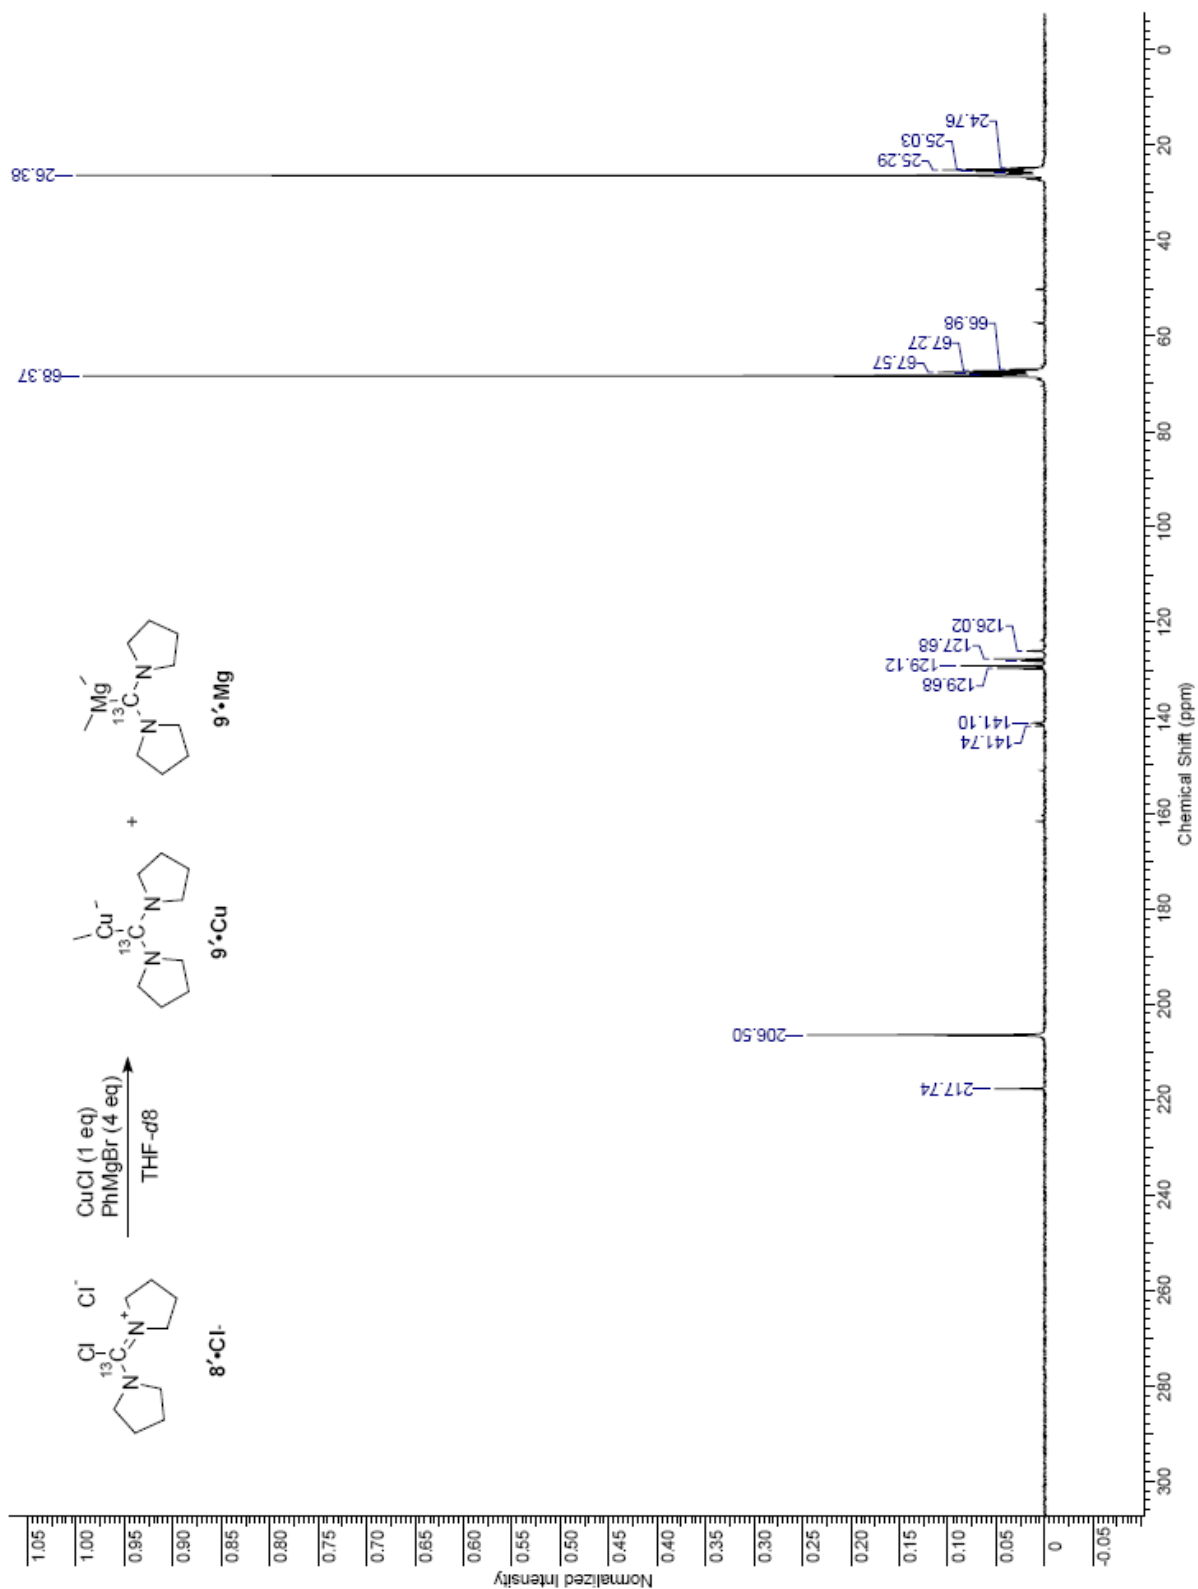 CuCl (1 eq)
PhMgBr (4 eq)
THF-d8
Cl Cl-
13C
N N+
8′•Cl-
Cu-
13C
N N
9′•Cu
+
Mg
13C
N N
9′•Mg
217.74
206.50
141.74
141.10
129.68
129.12
127.68
126.02
68.37
67.57
67.27
66.98
26.38
25.29
25.03
24.76
Normalized Intensity
1.05
1.00
0.95
0.90
0.85
0.80
0.75
0.70
0.65
0.60
0.55
0.50
0.45
0.40
0.35
0.30
0.25
0.20
0.15
0.10
0.05
0
-0.05
300 280 260 240 220 200 180 160 140 120 100 80 60 40 20 0
Chemical Shift (ppm)